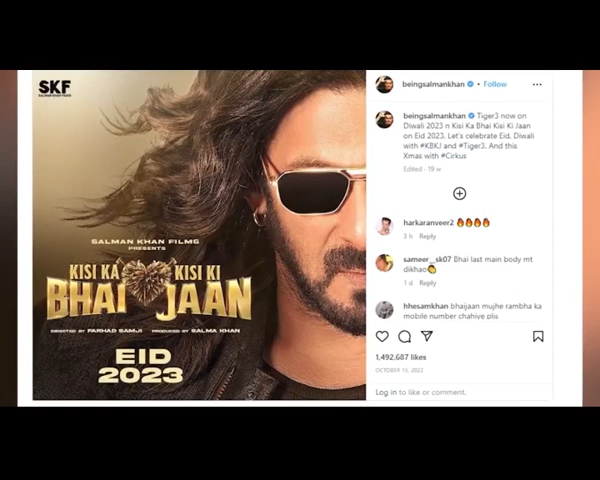 SKF
SALMAN KHAN FILMS
SALMAN KHAN FILMS
PRESENTS
KISI KA KISI KI
BHAI JAAN
DIRECTED BY FARHAD SAMJI PRODUCED BY SALMA KHAN
EID
2023
beingsalmankhan • Follow
beingsalmankhan Tiger3 now on
Diwali 2023 n Kisi Ka Bhai Kisi Ki Jaan
on Eid 2023. Let's celebrate Eid, Diwali
with #KBKJ and #Tiger3. And this
Xmas with #Cirkus
Edited · 19 w
harkaranveer2 🔥🔥🔥🔥
3 h Reply
sameer__sk07 Bhai last main body mt
dikhao
1 d Reply
hhesamkhan bhaijaan mujhe rambha ka
mobile number chahive plis
1,492,687 likes
OCTOBER 15, 2022
Log in to like or comment.